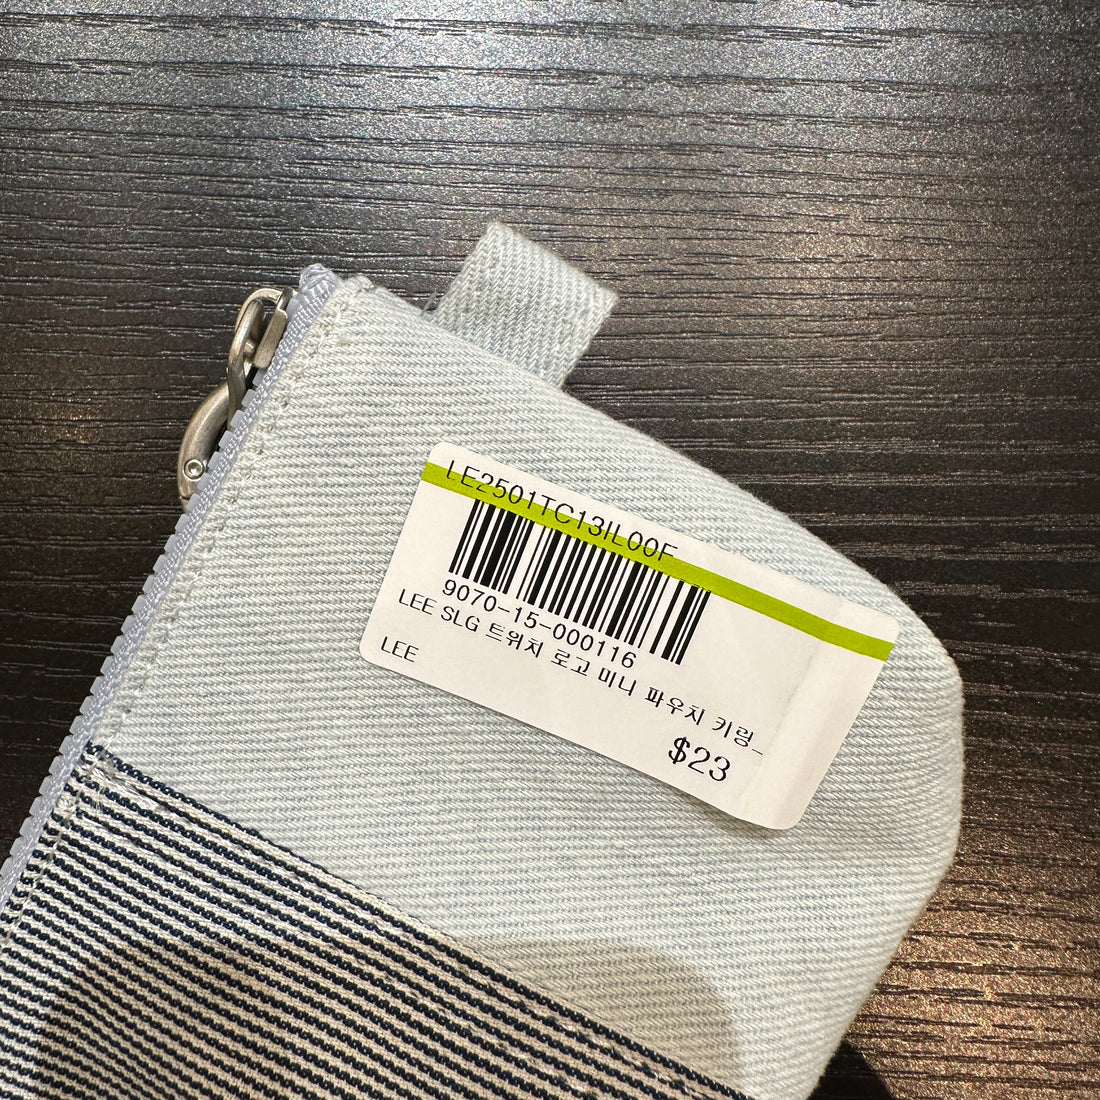 LE2501TC13IL00F
9070-15-000116
LEE SLG 트위치 로고 미니 파우치 키링_
LEE
$23